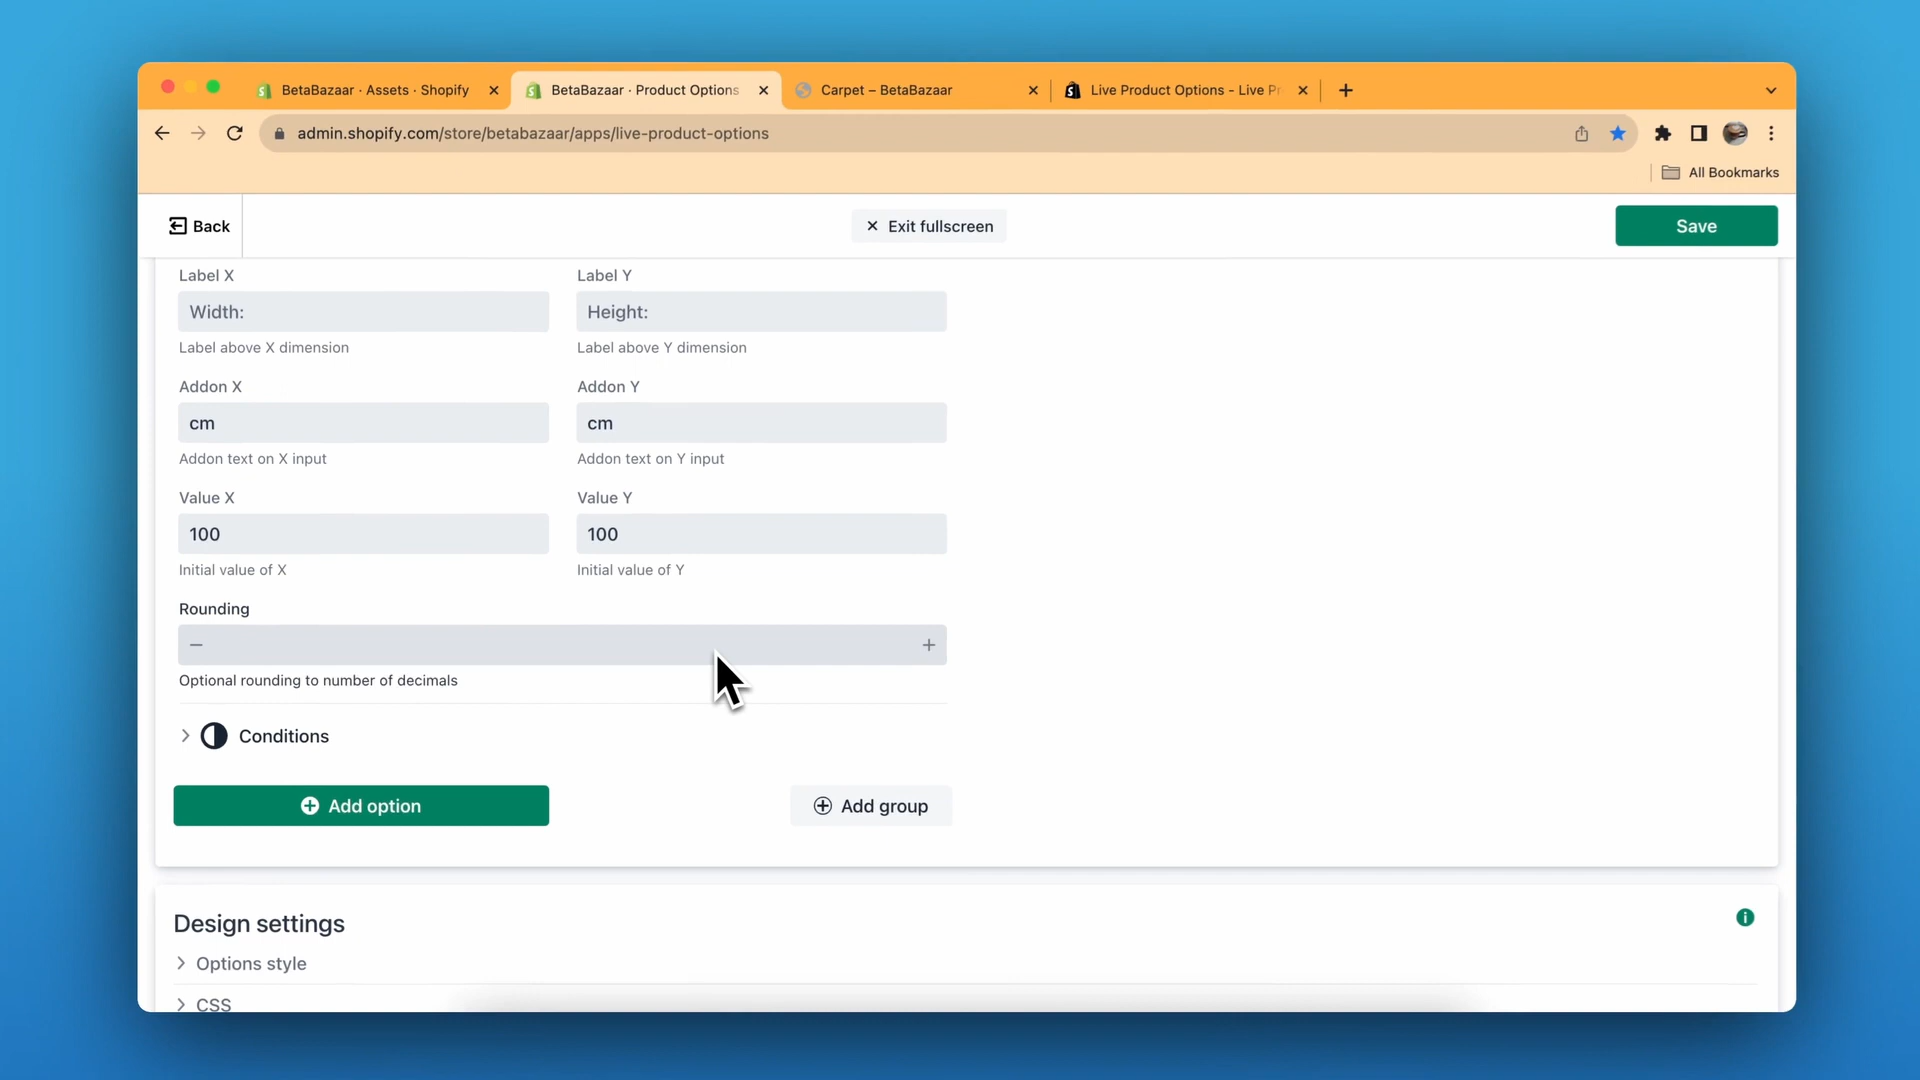 BetaBazaar · Assets · Shopify
BetaBazaar · Product Options
Carpet – BetaBazaar
Live Product Options - Live Pr
admin.shopify.com/store/betabazaar/apps/live-product-options
All Bookmarks
Back
Exit fullscreen
Save
Label X
Label Y
Width:
Height:
Label above X dimension
Label above Y dimension
Addon X
Addon Y
cm
cm
Addon text on X input
Addon text on Y input
Value X
Value Y
100
100
Initial value of X
Initial value of Y
Rounding
Optional rounding to number of decimals
Conditions
Add option
Add group
Design settings
Options style
CSS